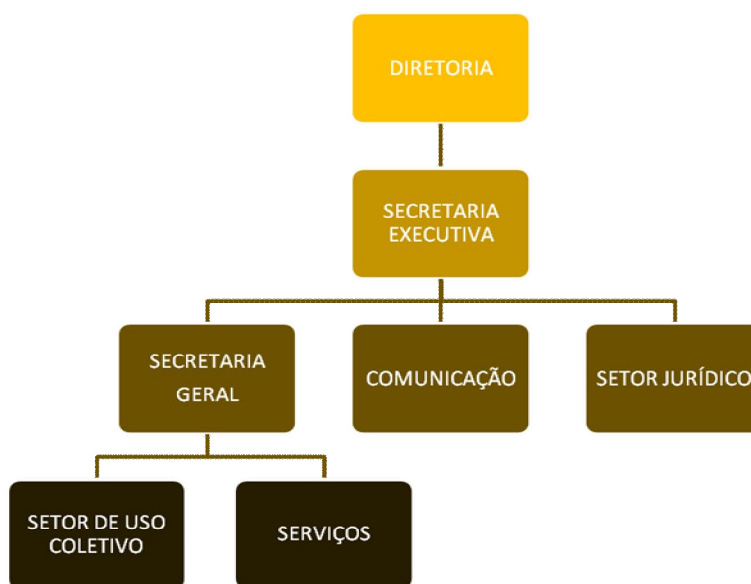 DIRETORIA
SECRETARIA
EXECUTIVA
SECRETARIA
GERAL
COMUNICAÇÃO
SETOR JURÍDICO
SETOR DE USO
COLETIVO
SERVIÇOS